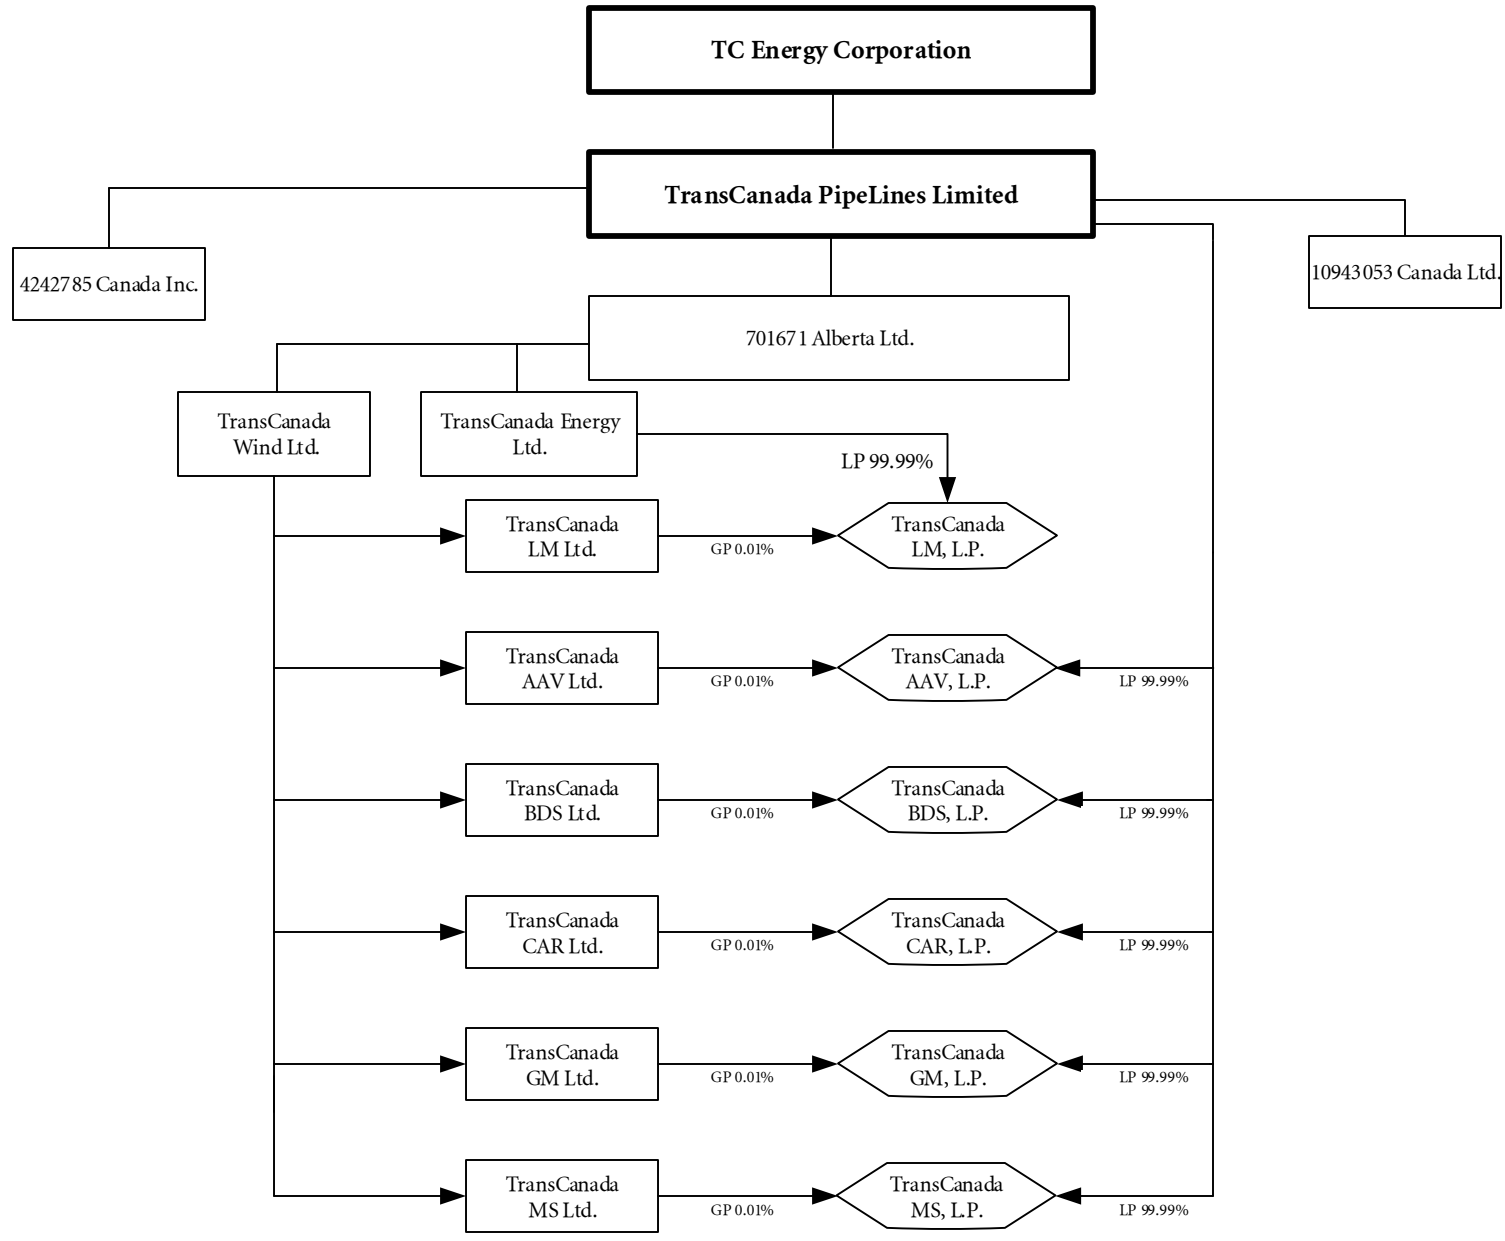 TC Energy Corporation
TransCanada PipeLines Limited
4242785 Canada Inc.
10943053 Canada Ltd.
701671 Alberta Ltd.
TransCanada
Wind Ltd.
TransCanada Energy
Ltd.
LP 99.99%
TransCanada
LM Ltd.
GP 0.01%
TransCanada
LM, L.P.
TransCanada
AAV Ltd.
GP 0.01%
TransCanada
AAV, L.P.
LP 99.99%
TransCanada
BDS Ltd.
GP 0.01%
TransCanada
BDS, L.P.
LP 99.99%
TransCanada
CAR Ltd.
GP 0.01%
TransCanada
CAR, L.P.
LP 99.99%
TransCanada
GM Ltd.
GP 0.01%
TransCanada
GM, L.P.
LP 99.99%
TransCanada
MS Ltd.
GP 0.01%
TransCanada
MS, L.P.
LP 99.99%